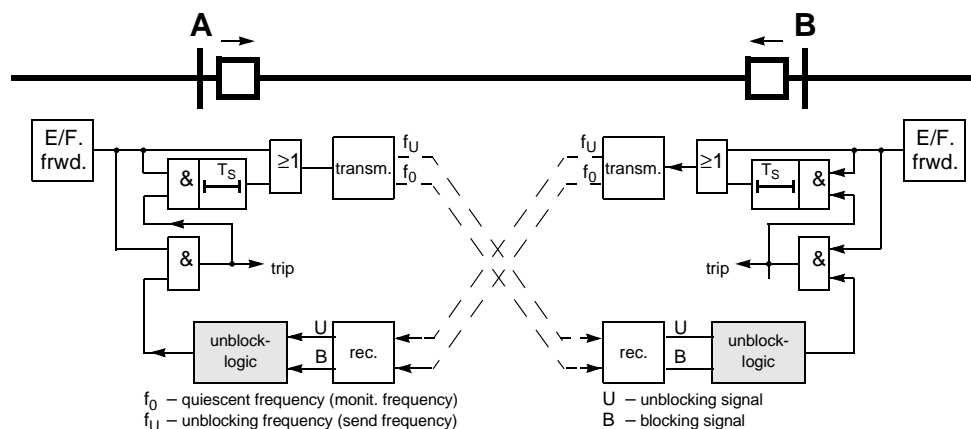 A
B
E/F.
frwd.
&
T_S
≥1
transm.
f_U
f_0
f_U
f_0
transm.
≥1
T_S
&
E/F.
frwd.
&
trip
trip
&
unblock-
logic
U
B
rec.
rec.
U
B
unblock-
logic
f_0 – quiescent frequency (monit. frequency)
f_U – unblocking frequency (send frequency)
U – unblocking signal
B – blocking signal